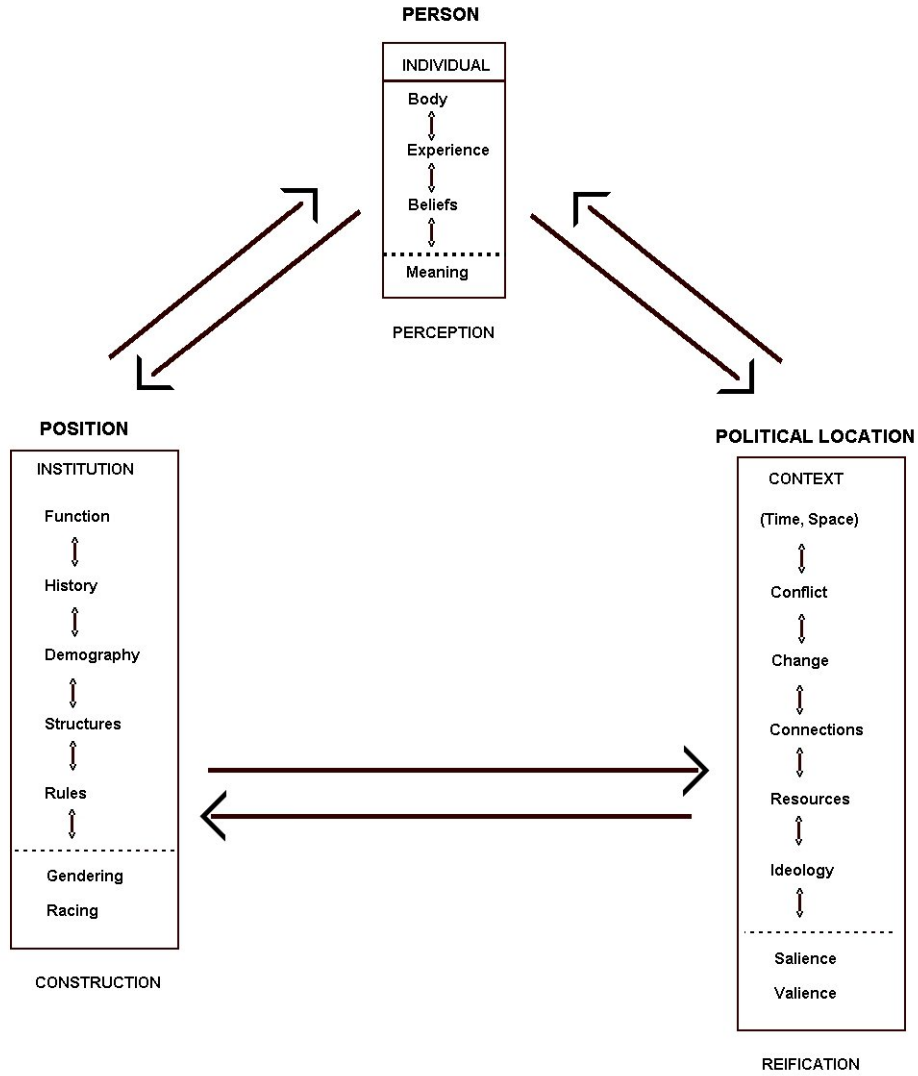 PERSON
INDIVIDUAL
Body
Experience
Beliefs
Meaning
PERCEPTION
POSITION
INSTITUTION
Function
History
Demography
Structures
Rules
Gendering
Racing
CONSTRUCTION
POLITICAL LOCATION
CONTEXT
(Time, Space)
Conflict
Change
Connections
Resources
Ideology
Salience
Valience
REIFICATION